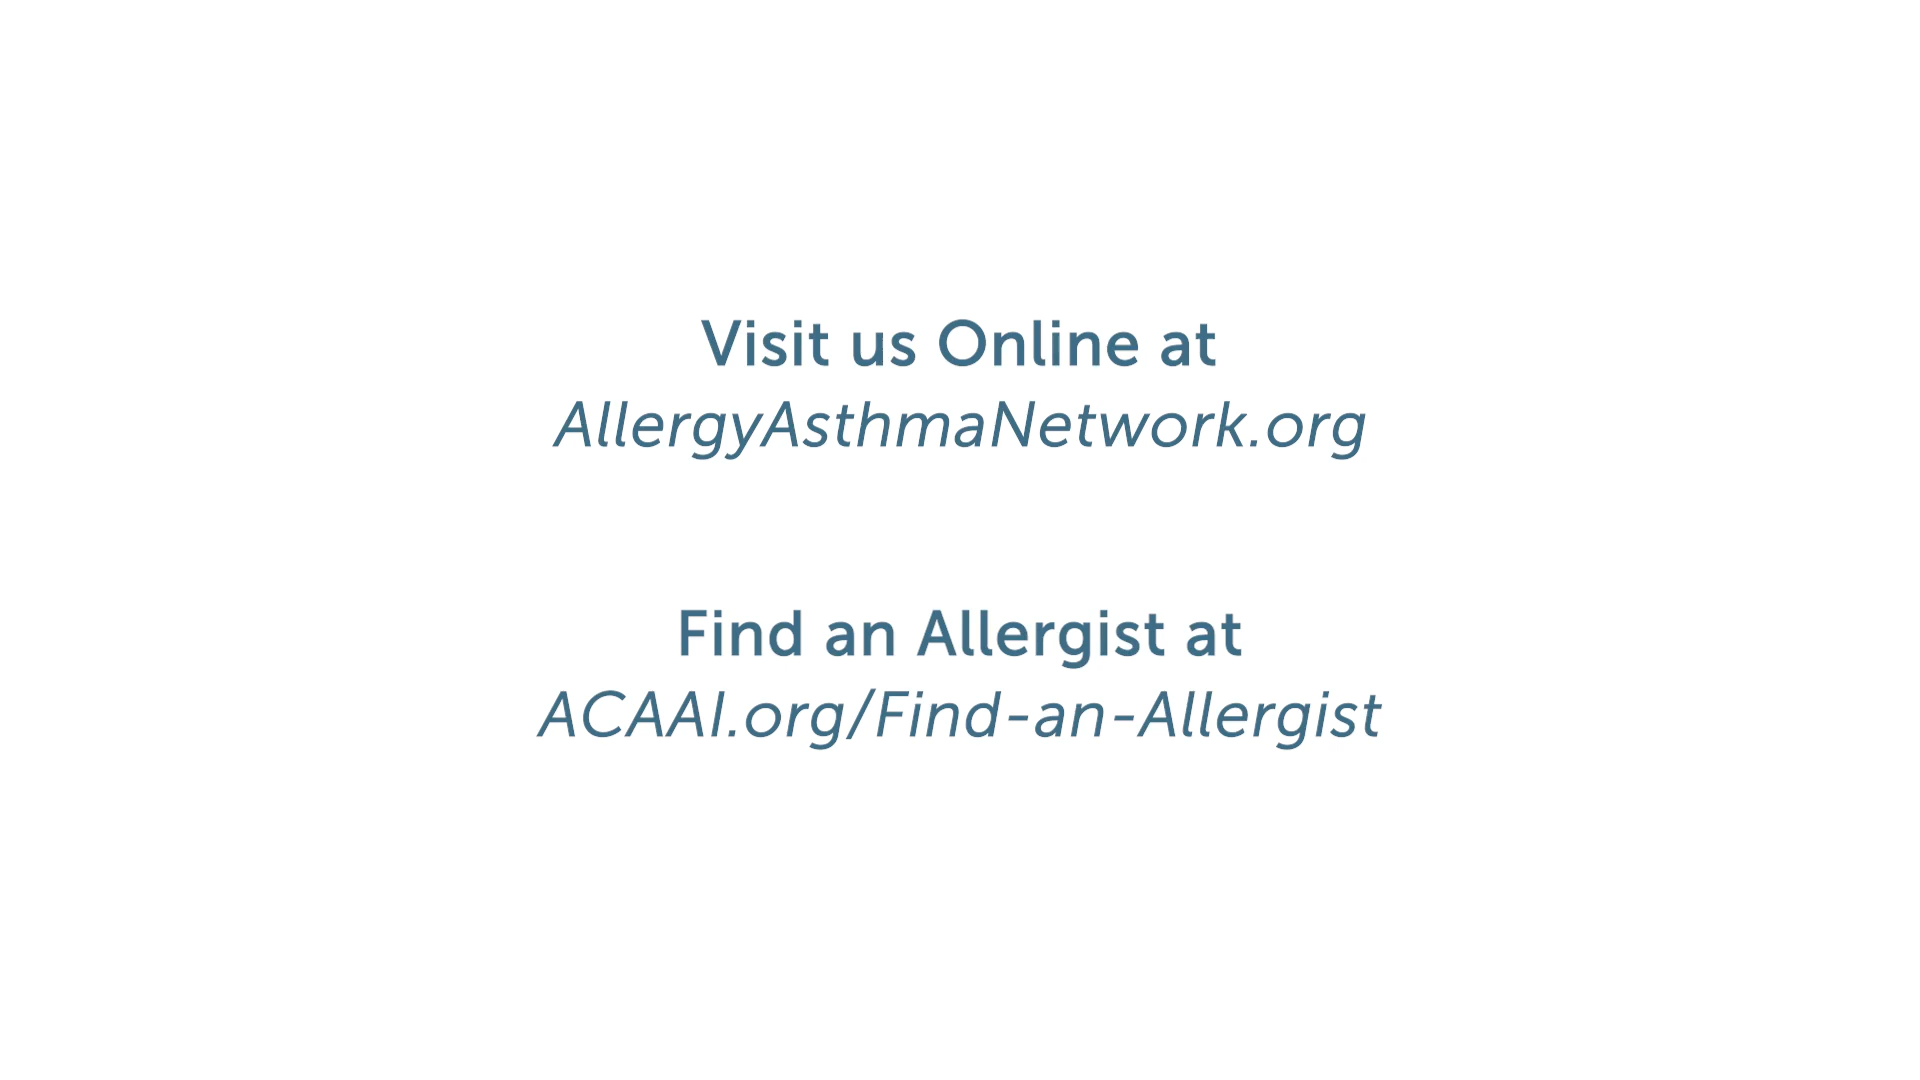 Visit us Online at
AllergyAsthmaNetwork.org
Find an Allergist at
ACAAI.org/Find-an-Allergist